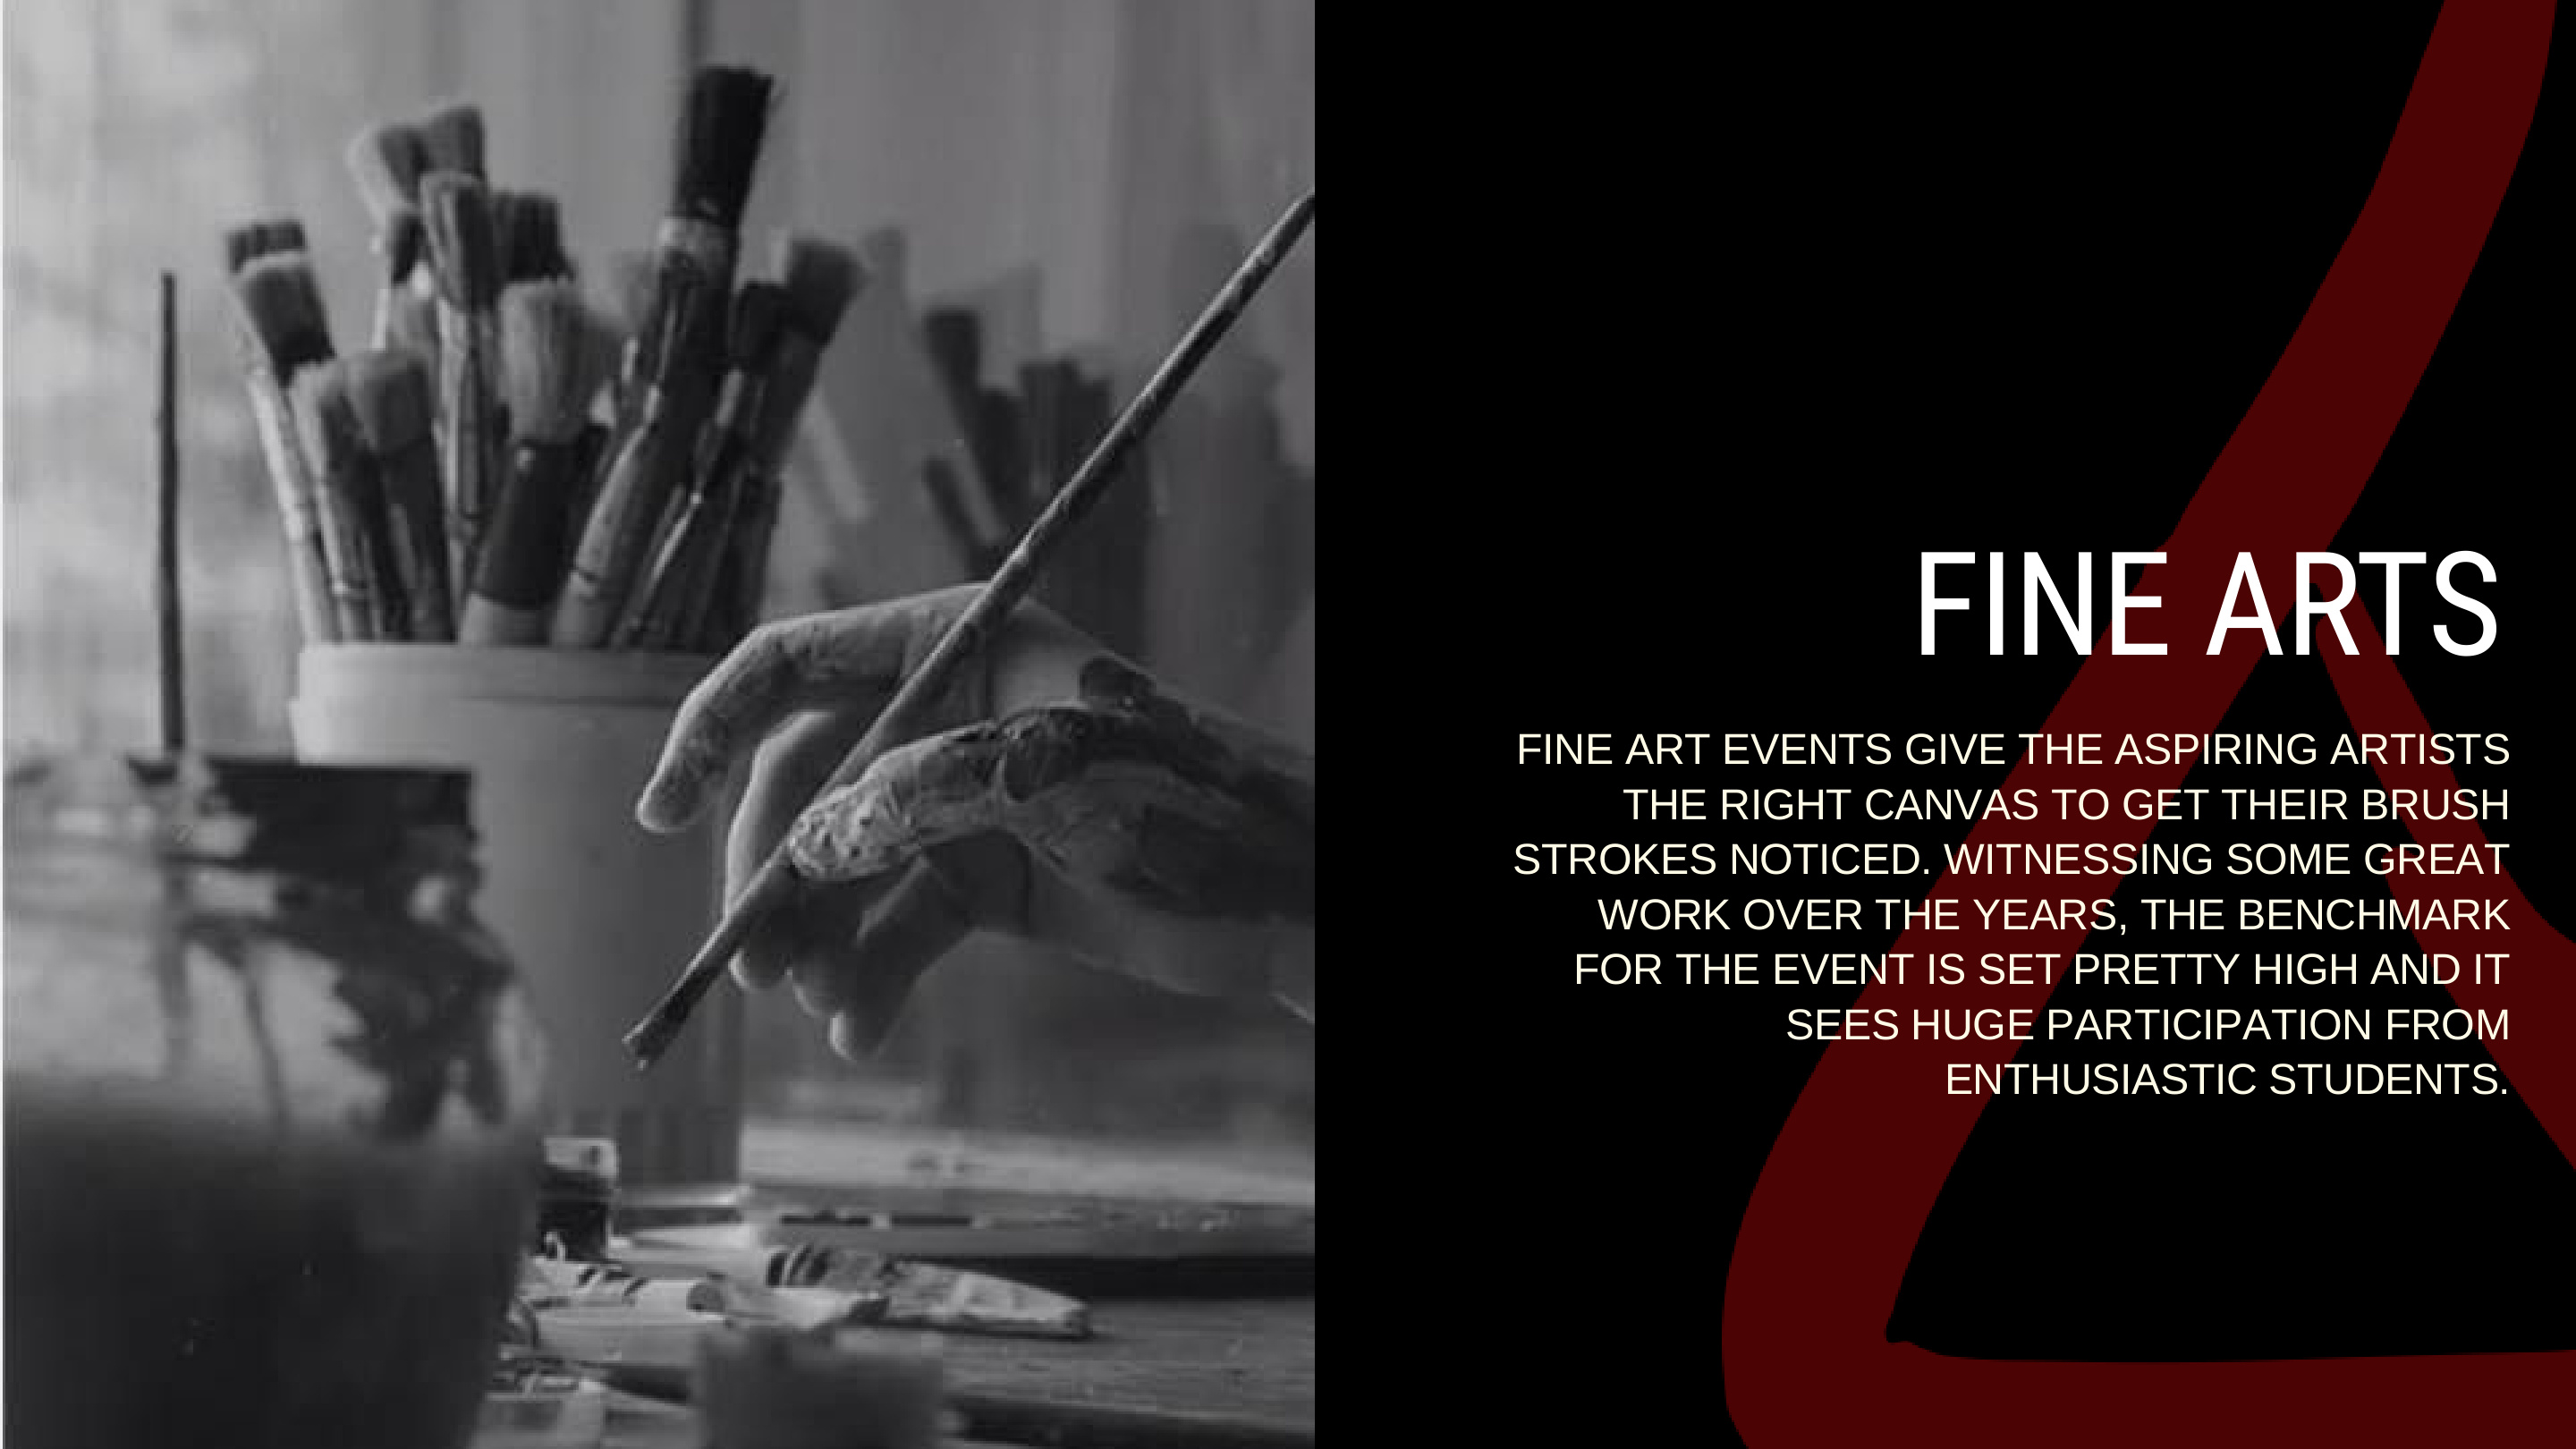 FINE ARTS
FINE ART EVENTS GIVE THE ASPIRING ARTISTS
THE RIGHT CANVAS TO GET THEIR BRUSH
STROKES NOTICED. WITNESSING SOME GREAT
WORK OVER THE YEARS, THE BENCHMARK
FOR THE EVENT IS SET PRETTY HIGH AND IT
SEES HUGE PARTICIPATION FROM
ENTHUSIASTIC STUDENTS.